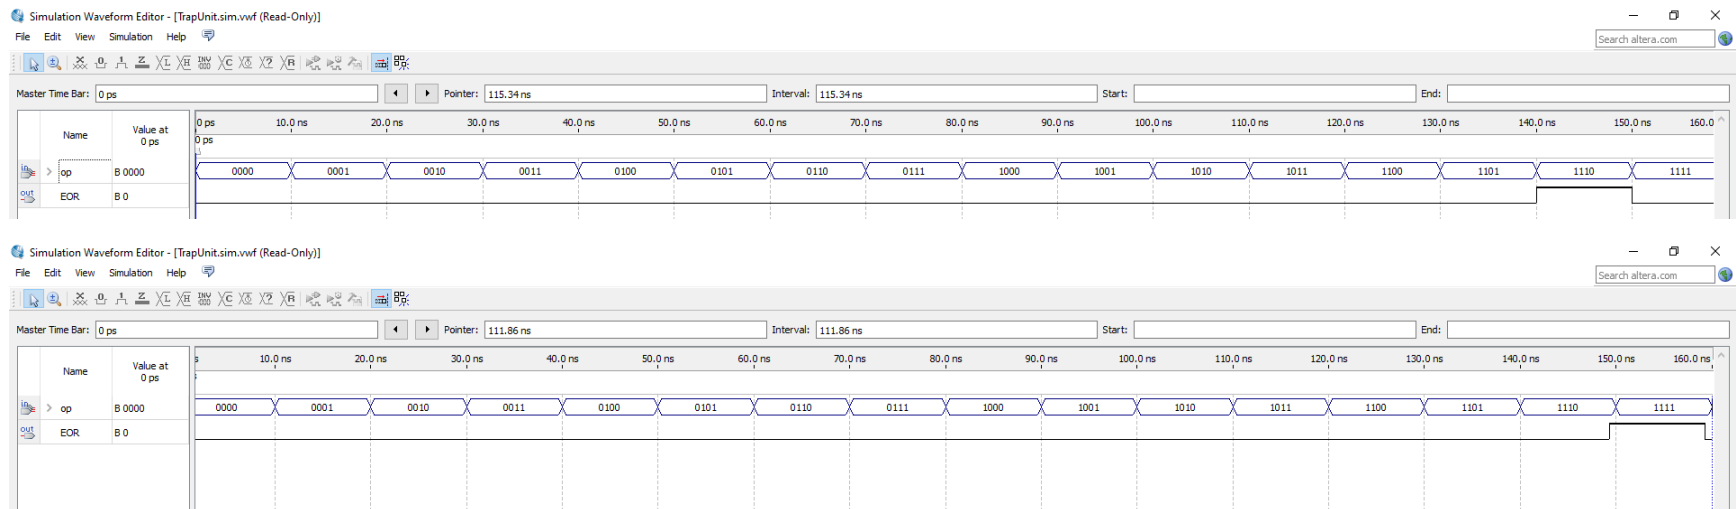 Simulation Waveform Editor - [TrapUnit.sim.vwf (Read-Only)]
File Edit View Simulation Help
Search altera.com
Master Time Bar: 0 ps Pointer: 115.34 ns Interval: 115.34 ns Start: End:
Name Value at 0 ps
0 ps 10.0 ns 20.0 ns 30.0 ns 40.0 ns 50.0 ns 60.0 ns 70.0 ns 80.0 ns 90.0 ns 100.0 ns 110.0 ns 120.0 ns 130.0 ns 140.0 ns 150.0 ns 160.0
0 ps
in op B 0000 0000 0001 0010 0011 0100 0101 0110 0111 1000 1001 1010 1011 1100 1101 1110 1111
out EOR B 0
Simulation Waveform Editor - [TrapUnit.sim.vwf (Read-Only)]
File Edit View Simulation Help
Search altera.com
Master Time Bar: 0 ps Pointer: 111.86 ns Interval: 111.86 ns Start: End:
Name Value at 0 ps
s 10.0 ns 20.0 ns 30.0 ns 40.0 ns 50.0 ns 60.0 ns 70.0 ns 80.0 ns 90.0 ns 100.0 ns 110.0 ns 120.0 ns 130.0 ns 140.0 ns 150.0 ns 160.0 ns
in op B 0000 0000 0001 0010 0011 0100 0101 0110 0111 1000 1001 1010 1011 1100 1101 1110 1111
out EOR B 0